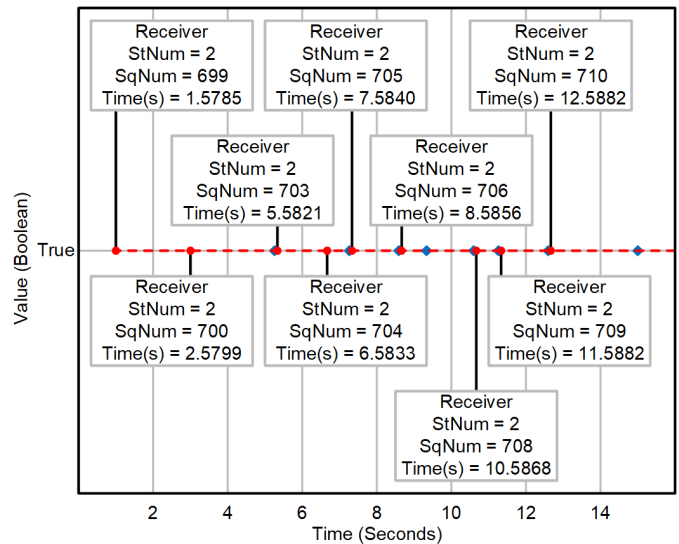 Receiver
StNum = 2
SqNum = 699
Time(s) = 1.5785
Receiver
StNum = 2
SqNum = 705
Time(s) = 7.5840
Receiver
StNum = 2
SqNum = 710
Time(s) = 12.5882
Receiver
StNum = 2
SqNum = 703
Time(s) = 5.5821
Receiver
StNum = 2
SqNum = 706
Time(s) = 8.5856
Value (Boolean)
True
Receiver
StNum = 2
SqNum = 700
Time(s) = 2.5799
Receiver
StNum = 2
SqNum = 704
Time(s) = 6.5833
Receiver
StNum = 2
SqNum = 709
Time(s) = 11.5882
Receiver
StNum = 2
SqNum = 708
Time(s) = 10.5868
2 4 6 8 10 12 14
Time (Seconds)